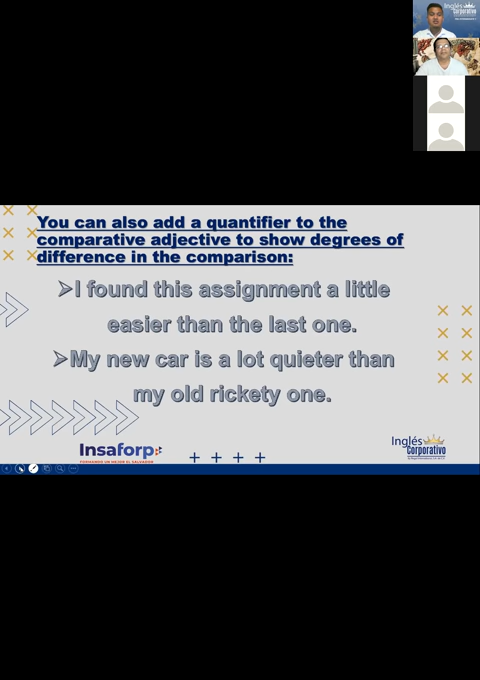 Inglés
Corporativo
You can also add a quantifier to the
comparative adjective to show degrees of
difference in the comparison:
➢I found this assignment a little
easier than the last one.
➢My new car is a lot quieter than
my old rickety one.
Insaforp
FORMANDO UN MEJOR EL SALVADOR
Inglés
Corporativo